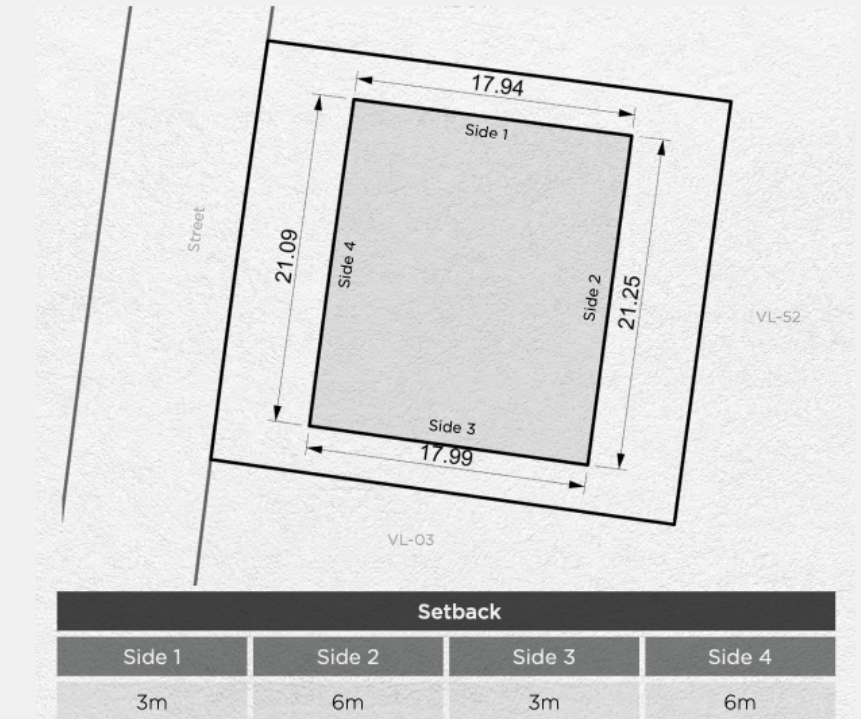 17.94
Side 1
Street
21.09
Side 4
Side 2
21.25
VL-52
Side 3
17.99
VL-03
Setback
Side 1 Side 2 Side 3 Side 4
3m 6m 3m 6m